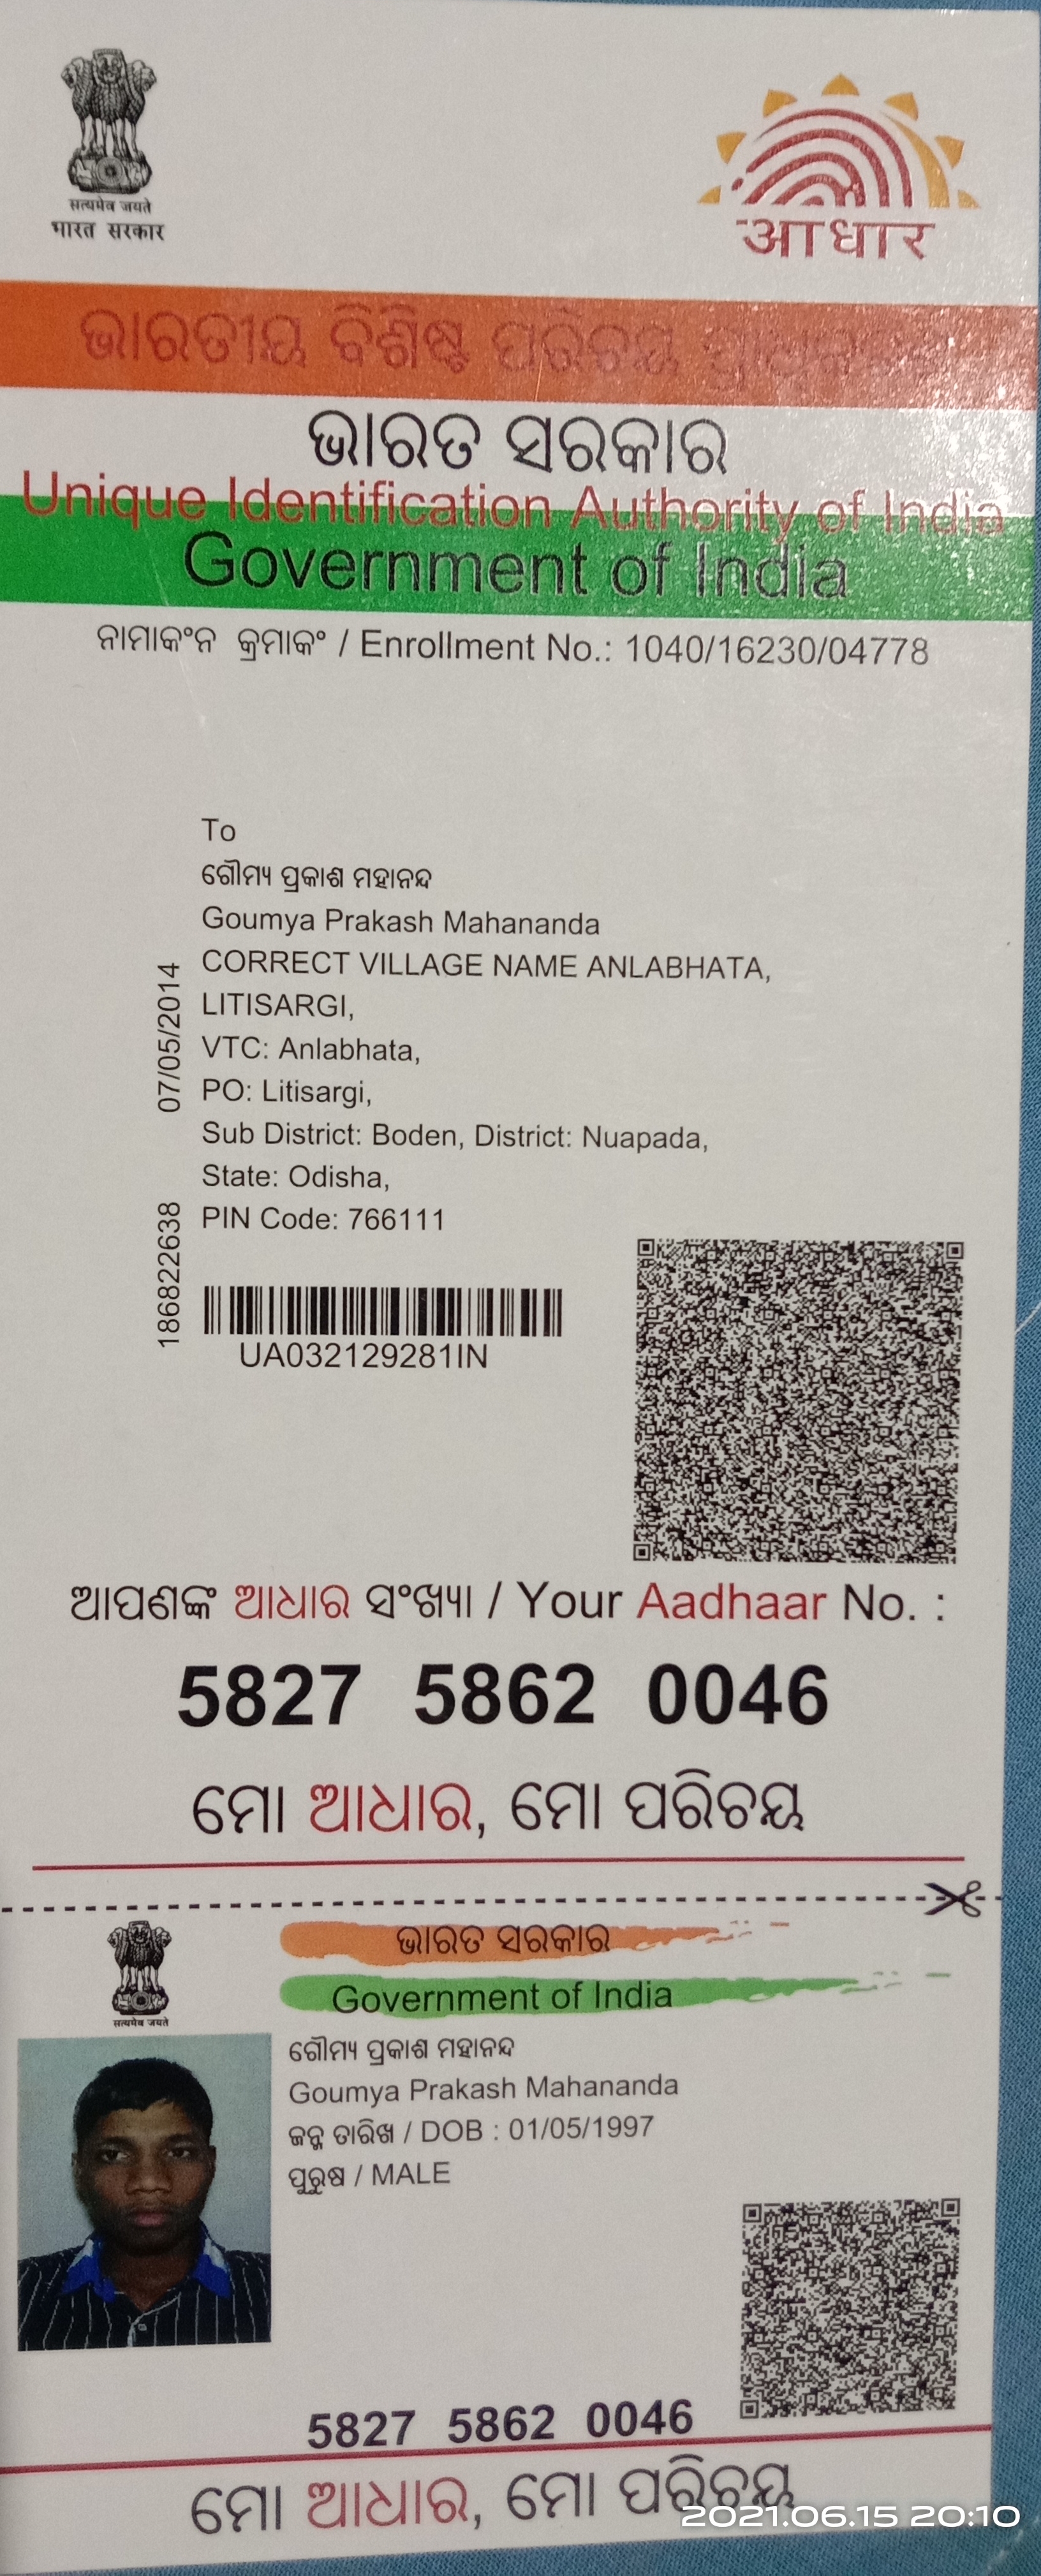 सत्यमेव जयते
भारत सरकार
आधार
ଭାରତୀୟ ବିଶିଷ୍ଟ ପରିଚୟ ପ୍ରାଧିକରଣ
ଭାରତ ସରକାର
Unique Identification Authority of India
Government of India
ନାମାକଂନ କ୍ରମାକଂ / Enrollment No.: 1040/16230/04778
To
ଗୌମ୍ୟ ପ୍ରକାଶ ମହାନନ୍ଦ
Goumya Prakash Mahananda
CORRECT VILLAGE NAME ANLABHATA,
LITISARGI,
VTC: Anlabhata,
PO: Litisargi,
Sub District: Boden, District: Nuapada,
State: Odisha,
PIN Code: 766111
186822638 07/05/2014
UA032129281IN
ଆପଣଙ୍କ ଆଧାର ସଂଖ୍ୟା / Your Aadhaar No. :
5827 5862 0046
ମୋ ଆଧାର, ମୋ ପରିଚୟ
ଭାରତ ସରକାର
Government of India
सत्यमेव जयते
ଗୌମ୍ୟ ପ୍ରକାଶ ମହାନନ୍ଦ
Goumya Prakash Mahananda
ଜନ୍ମ ତାରିଖ / DOB : 01/05/1997
ପୁରୁଷ / MALE
5827 5862 0046
ମୋ ଆଧାର, ମୋ ପରିଚୟ
2021.06.15 20:10